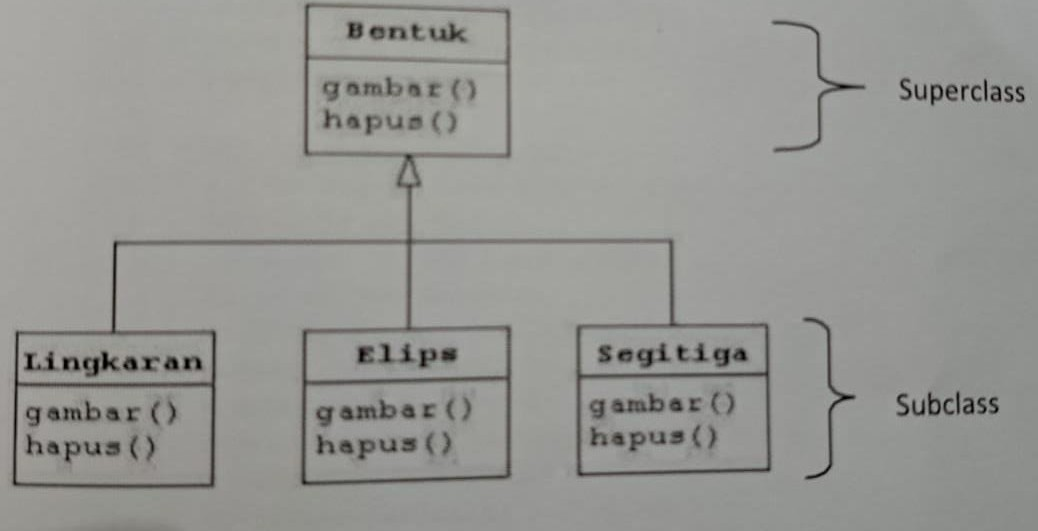 Bentuk
gambar()
hapus()
Superclass
Lingkaran
gambar()
hapus()
Elips
gambar()
hapus()
Segitiga
gambar()
hapus()
Subclass